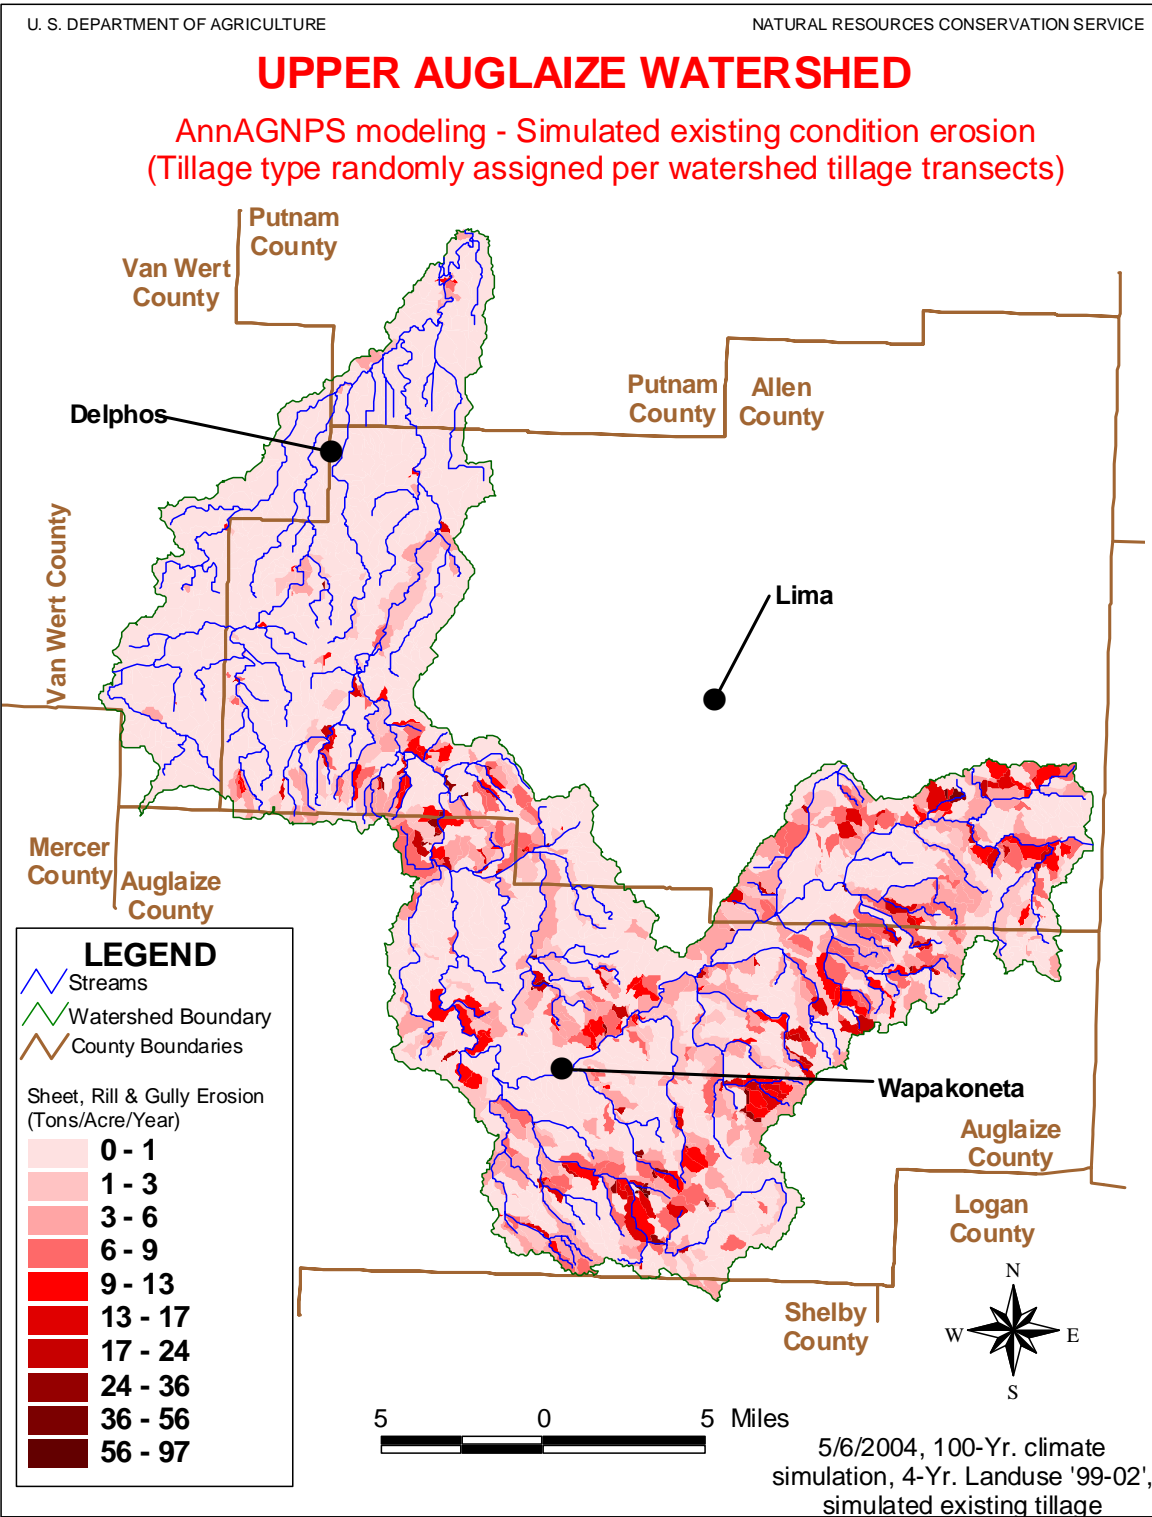 U. S. DEPARTMENT OF AGRICULTURE
NATURAL RESOURCES CONSERVATION SERVICE
UPPER AUGLAIZE WATERSHED
AnnAGNPS modeling - Simulated existing condition erosion
(Tillage type randomly assigned per watershed tillage transects)
Putnam
County
Van Wert
County
Putnam
County
Allen
County
Delphos
Van Wert County
Lima
Mercer
County
Auglaize
County
LEGEND
Streams
Watershed Boundary
County Boundaries
Sheet, Rill & Gully Erosion
(Tons/Acre/Year)
0 - 1
1 - 3
3 - 6
6 - 9
9 - 13
13 - 17
17 - 24
24 - 36
36 - 56
56 - 97
Wapakoneta
Auglaize
County
Logan
County
Shelby
County
N
W E
S
5 0 5 Miles
5/6/2004, 100-Yr. climate
simulation, 4-Yr. Landuse '99-02',
simulated existing tillage